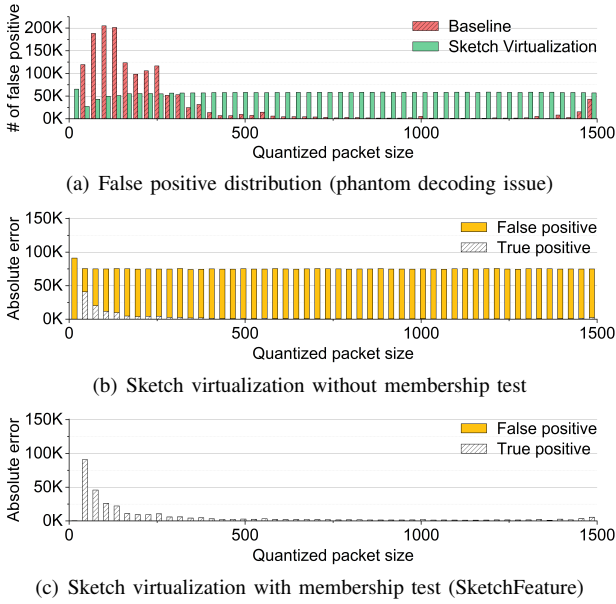 # of false positive
200K
150K
100K
50K
0K
Baseline
Sketch Virtualization
0
500
1000
1500
Quantized packet size
(a) False positive distribution (phantom decoding issue)
Absolute error
150K
100K
50K
0K
False positive
True positive
0
500
1000
1500
Quantized packet size
(b) Sketch virtualization without membership test
Absolute error
150K
100K
50K
0K
False positive
True positive
0
500
1000
1500
Quantized packet size
(c) Sketch virtualization with membership test (SketchFeature)